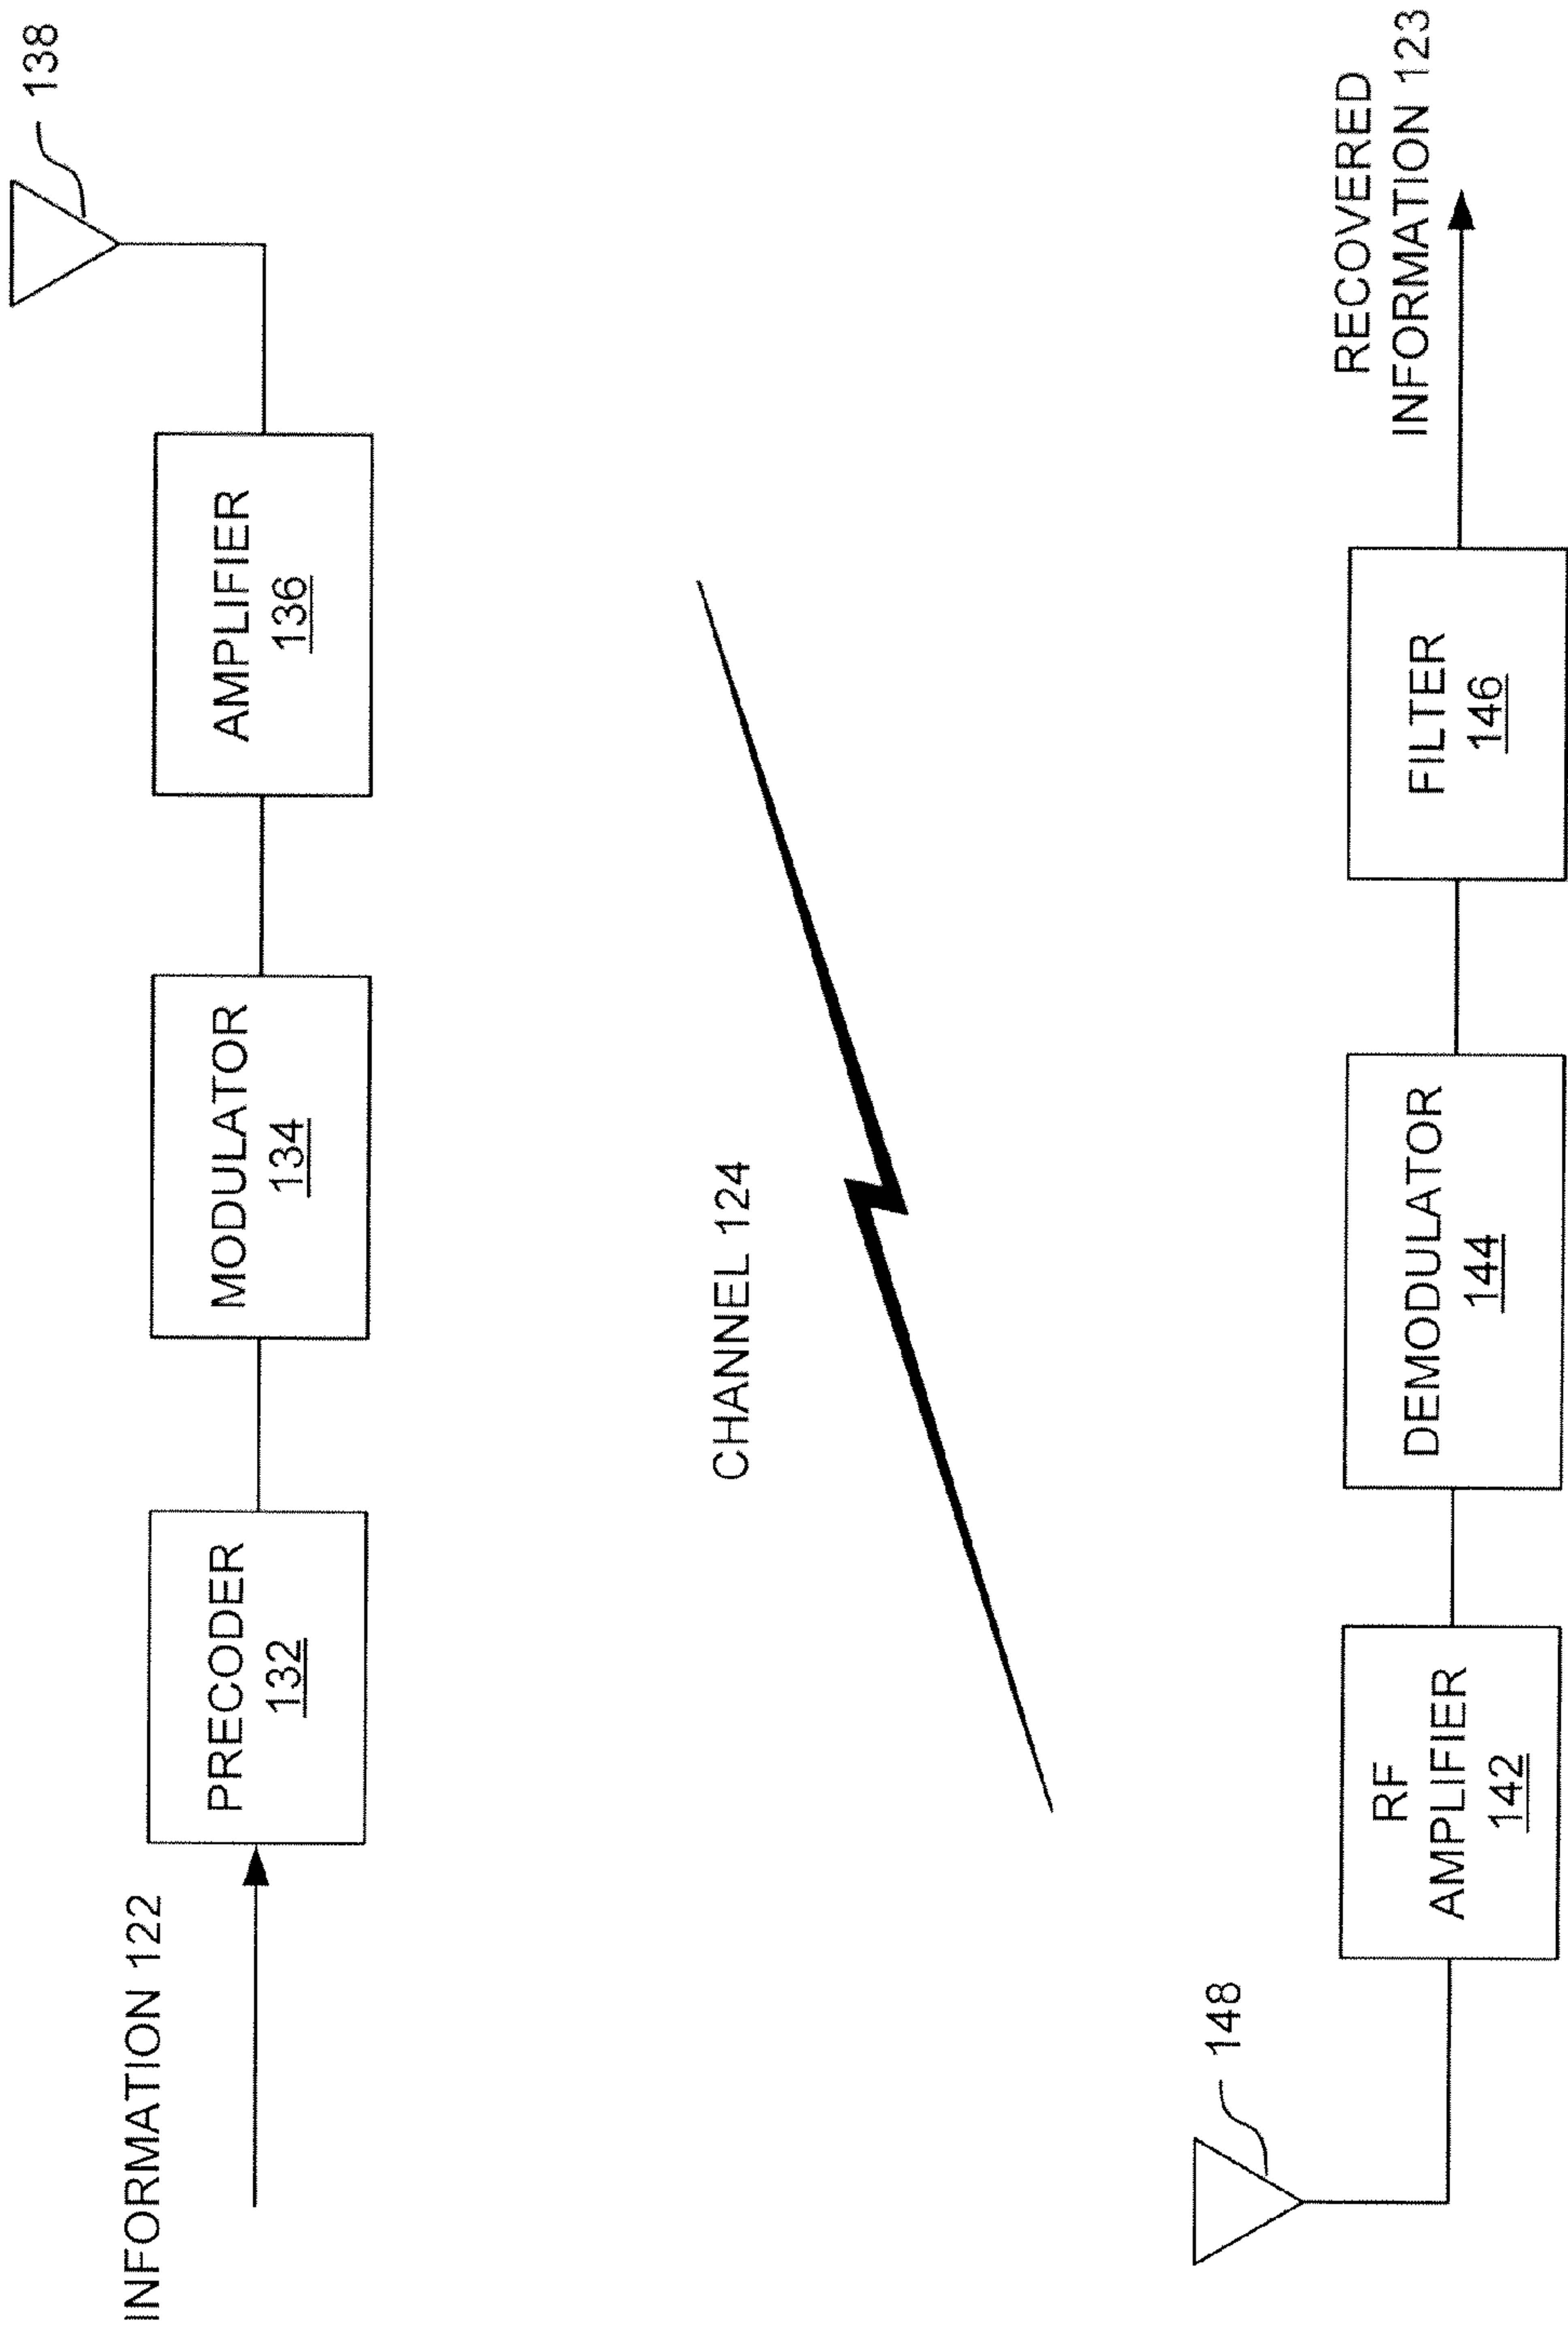 INFORMATION 122
PRECODER
132
MODULATOR
134
AMPLIFIER
136
138
CHANNEL 124
148
RF
AMPLIFIER
142
DEMODULATOR
144
FILTER
146
RECOVERED
INFORMATION 123